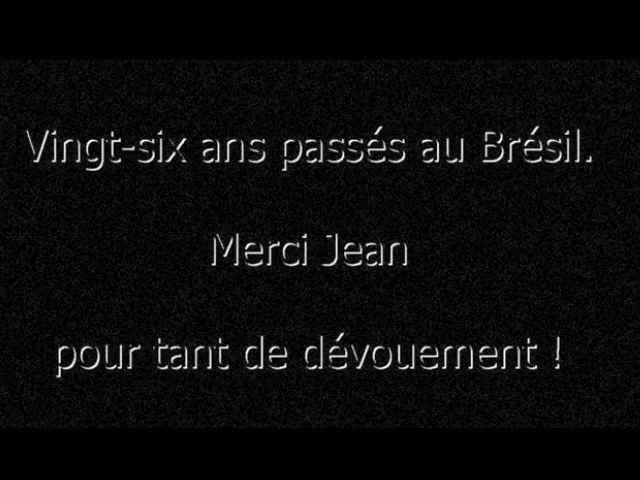 Vingt-six ans passés au Brésil.
Merci Jean
pour tant de dévouement !